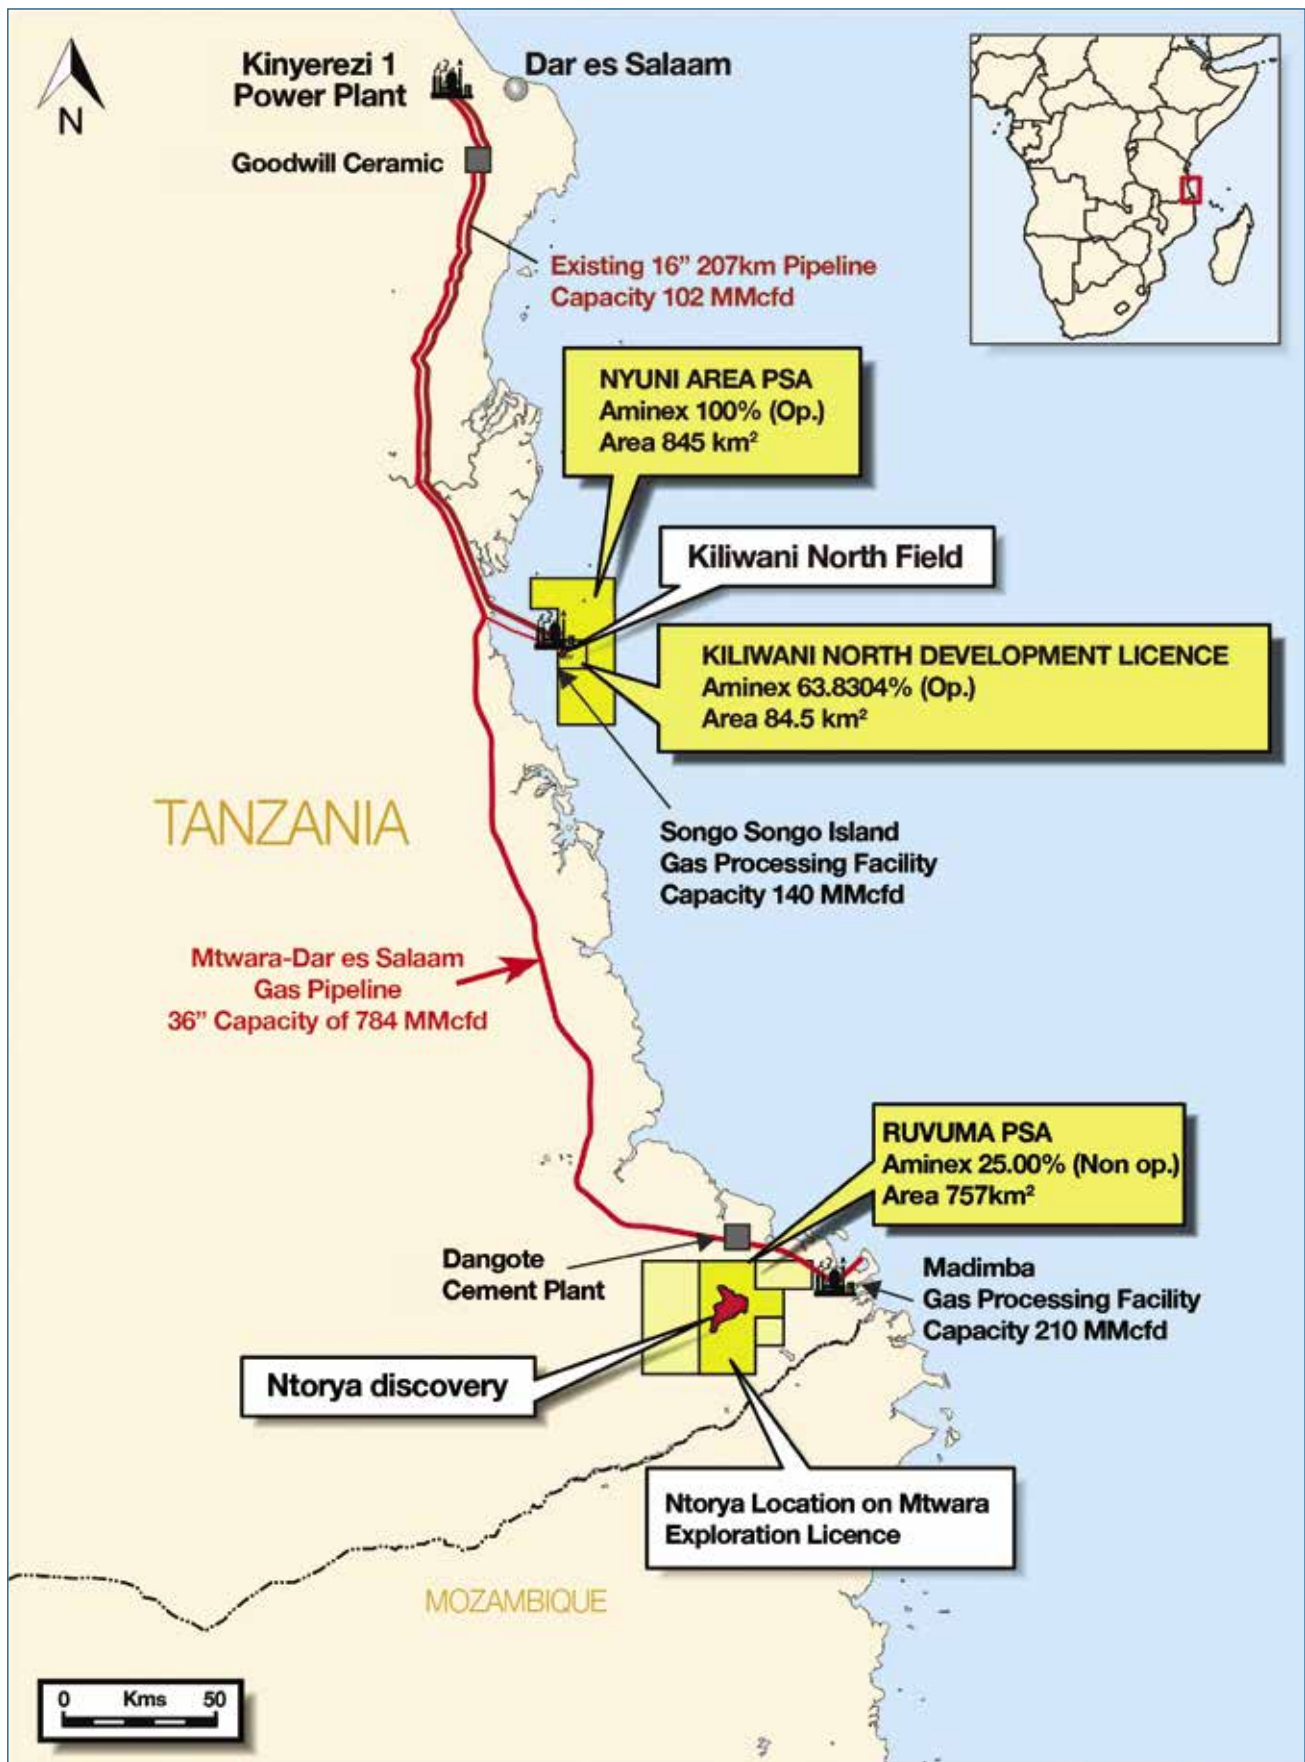 Kinyerezi 1
Power Plant
Dar es Salaam
N
Goodwill Ceramic
Existing 16” 207km Pipeline
Capacity 102 MMcfd
NYUNI AREA PSA
Aminex 100% (Op.)
Area 845 km²
Kiliwani North Field
KILIWANI NORTH DEVELOPMENT LICENCE
Aminex 63.8304% (Op.)
Area 84.5 km²
TANZANIA
Songo Songo Island
Gas Processing Facility
Capacity 140 MMcfd
Mtwara-Dar es Salaam
Gas Pipeline
36” Capacity of 784 MMcfd
RUVUMA PSA
Aminex 25.00% (Non op.)
Area 757km²
Dangote
Cement Plant
Madimba
Gas Processing Facility
Capacity 210 MMcfd
Ntorya discovery
Ntorya Location on Mtwara
Exploration Licence
MOZAMBIQUE
0 Kms 50